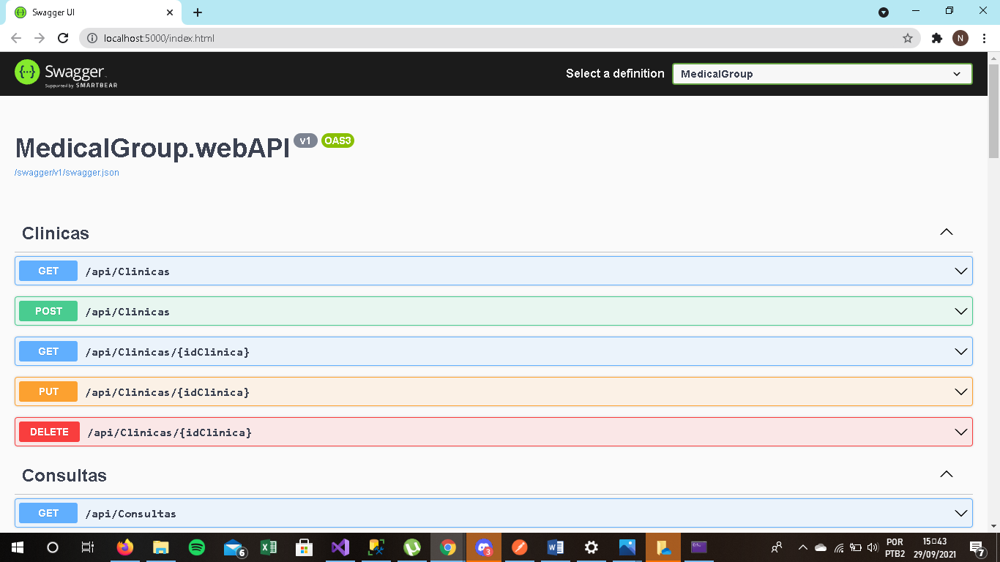 Swagger UI
localhost:5000/index.html
N
Swagger
Supported by SMARTBEAR
Select a definition
MedicalGroup
MedicalGroup.webAPI v1 OAS3
/swagger/v1/swagger.json
Clinicas
GET /api/Clinicas
POST /api/Clinicas
GET /api/Clinicas/{idClinica}
PUT /api/Clinicas/{idClinica}
DELETE /api/Clinicas/{idClinica}
Consultas
GET /api/Consultas
6
3
POR
PTB2
15□43
29/09/2021
7